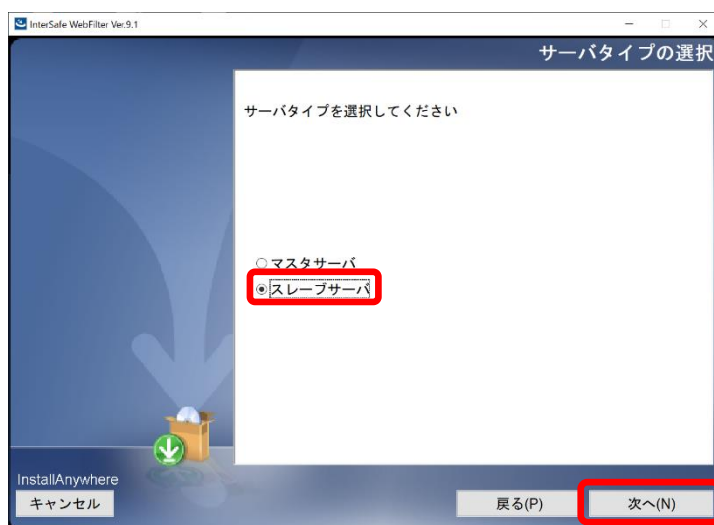 InterSafe WebFilter Ver.9.1
サーバタイプの選択
サーバタイプを選択してください
マスタサーバ
スレーブサーバ
InstallAnywhere
キャンセル
戻る(P)
次へ(N)